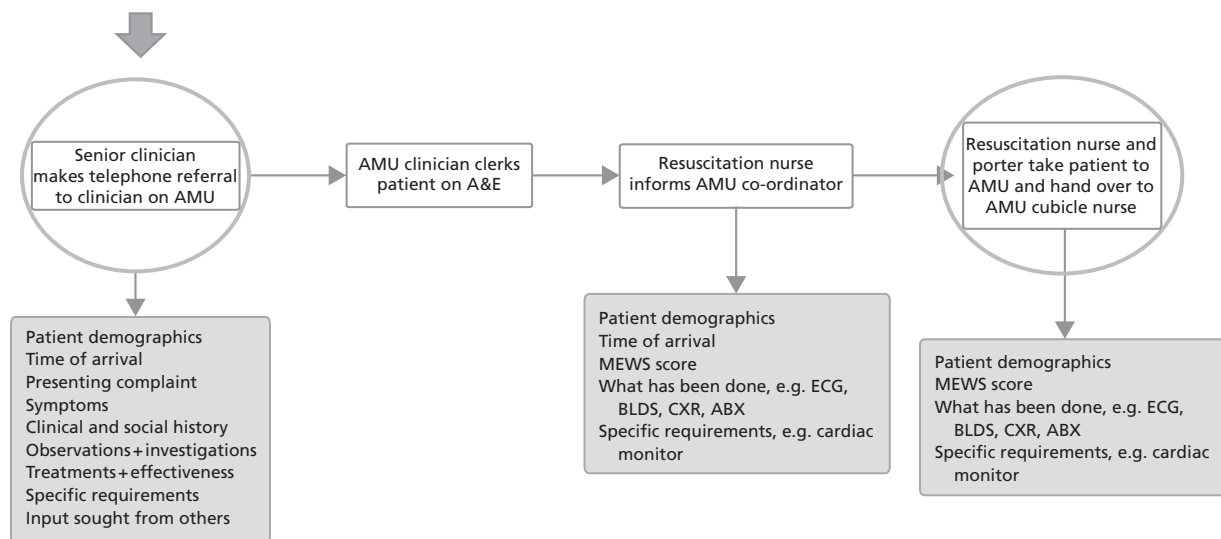 Senior clinician
makes telephone referral
to clinician on AMU
AMU clinician clerks
patient on A&E
Resuscitation nurse
informs AMU co-ordinator
Resuscitation nurse and
porter take patient to
AMU and hand over to
AMU cubicle nurse
Patient demographics
Time of arrival
Presenting complaint
Symptoms
Clinical and social history
Observations+investigations
Treatments+effectiveness
Specific requirements
Input sought from others
Patient demographics
Time of arrival
MEWS score
What has been done, e.g. ECG,
BLDS, CXR, ABX
Specific requirements, e.g. cardiac
monitor
Patient demographics
MEWS score
What has been done, e.g. ECG,
BLDS, CXR, ABX
Specific requirements, e.g. cardiac
monitor